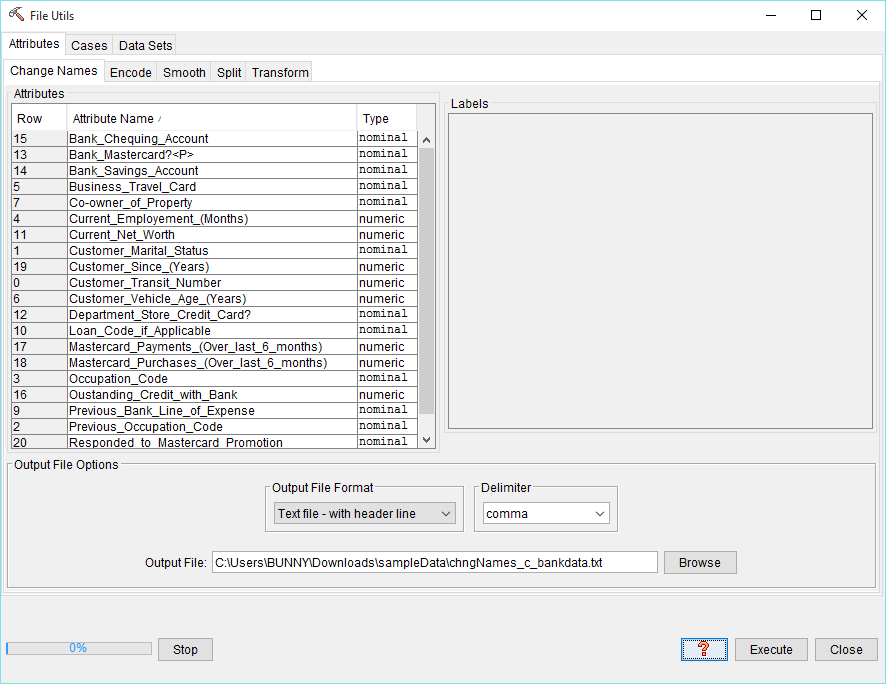 File Utils
Attributes Cases Data Sets
Change Names Encode Smooth Split Transform
Attributes
Labels
Row Attribute Name Type
15 Bank_Chequing_Account nominal
13 Bank_Mastercard?<P> nominal
14 Bank_Savings_Account nominal
5 Business_Travel_Card nominal
7 Co-owner_of_Property nominal
4 Current_Employement_(Months) numeric
11 Current_Net_Worth numeric
1 Customer_Marital_Status nominal
19 Customer_Since_(Years) numeric
0 Customer_Transit_Number numeric
6 Customer_Vehicle_Age_(Years) numeric
12 Department_Store_Credit_Card? nominal
10 Loan_Code_if_Applicable nominal
17 Mastercard_Payments_(Over_last_6_months) numeric
18 Mastercard_Purchases_(Over_last_6_months) numeric
3 Occupation_Code nominal
16 Oustanding_Credit_with_Bank numeric
9 Previous_Bank_Line_of_Expense nominal
2 Previous_Occupation_Code nominal
20 Responded_to_Mastercard_Promotion nominal
Output File Options
Output File Format Delimiter
Text file - with header line comma
Output File: C:\Users\BUNNY\Downloads\sampleData\chngNames_c_bankdata.txt Browse
0% Stop ? Execute Close